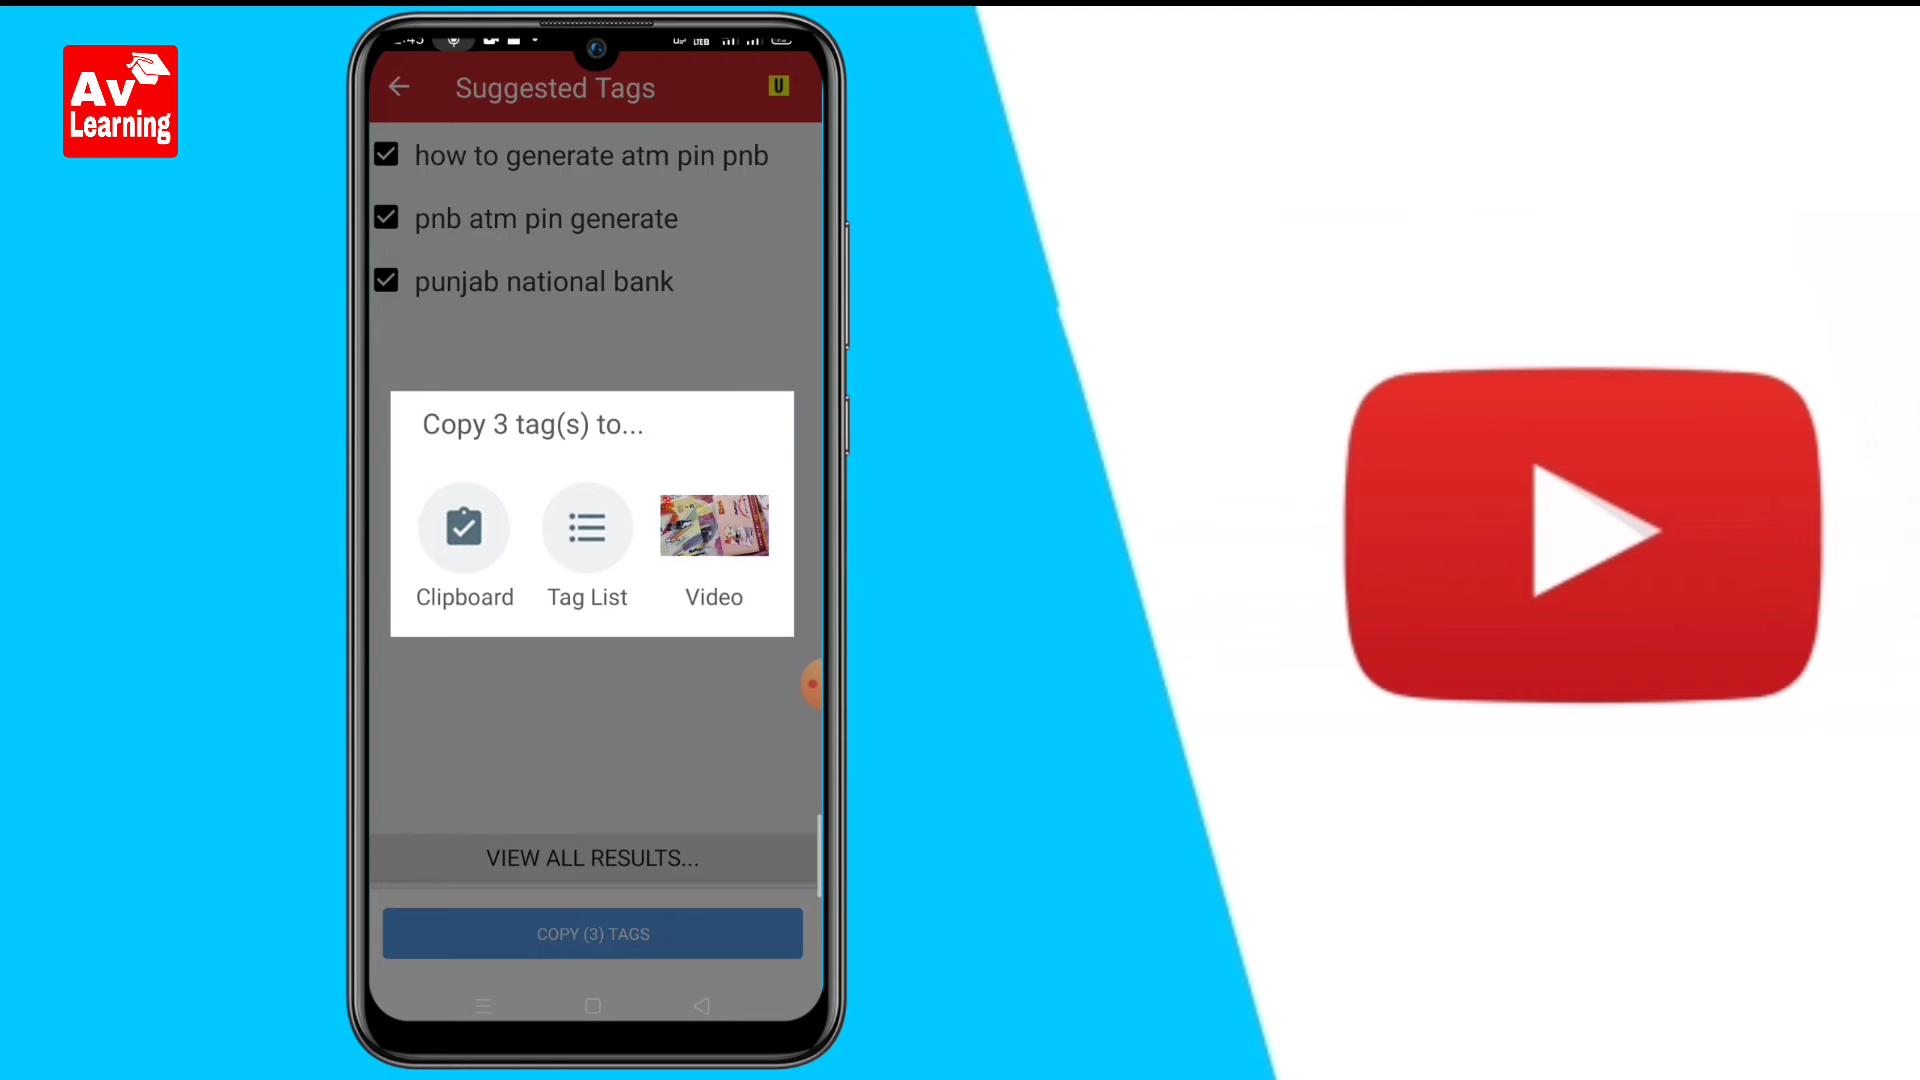 Av
Learning
Suggested Tags
U
how to generate atm pin pnb
pnb atm pin generate
punjab national bank
Copy 3 tag(s) to...
Clipboard
Tag List
Video
VIEW ALL RESULTS...
COPY (3) TAGS